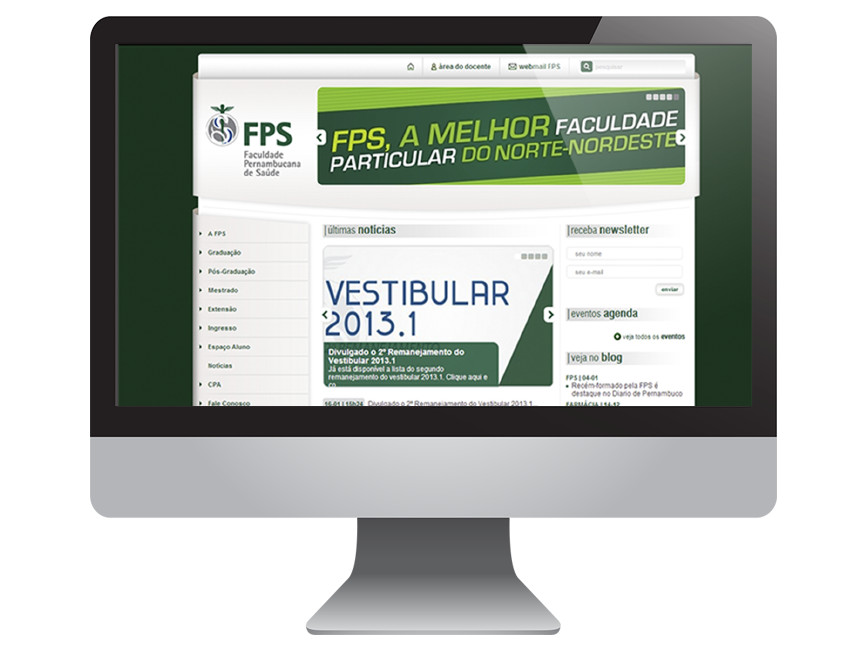 área do docente
webmail FPS
pesquisar
FPS
Faculdade
Pernambucana
de Saúde
FPS, A MELHOR FACULDADE
PARTICULAR DO NORTE-NORDESTE
A FPS
Graduação
Pós-Graduação
Mestrado
Extensão
Ingresso
Espaço Aluno
Notícias
CPA
Fale Conosco
últimas notícias
VESTIBULAR
2013.1
Divulgado o 2º Remanejamento do
Vestibular 2013.1
Já está disponível a lista do segundo
remanejamento do vestibular 2013.1. Clique aqui e
co
16-01 | 15h26 Divulgado o 2º Remanejamento do Vestibular 2013.1...
receba newsletter
seu nome
seu e-mail
enviar
eventos agenda
veja todos os eventos
veja no blog
FPS | 04-01
Recém-formado pela FPS é
destaque no Diario de Pernambuco
FARMÁCIA | 14-12